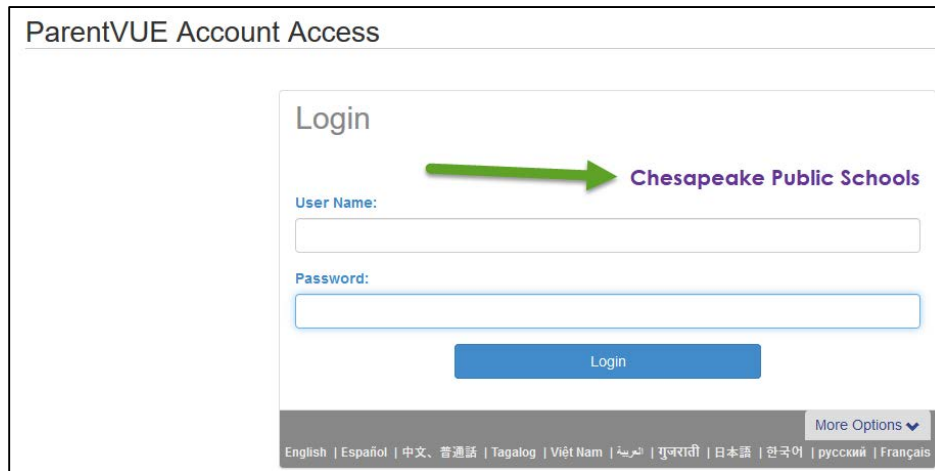 ParentVUE Account Access
Login
Chesapeake Public Schools
User Name:
Password:
Login
More Options
English | Español | 中文、普通話 | Tagalog | Việt Nam | العربية | ગુજરાતી | 日本語 | 한국어 | русский | Français